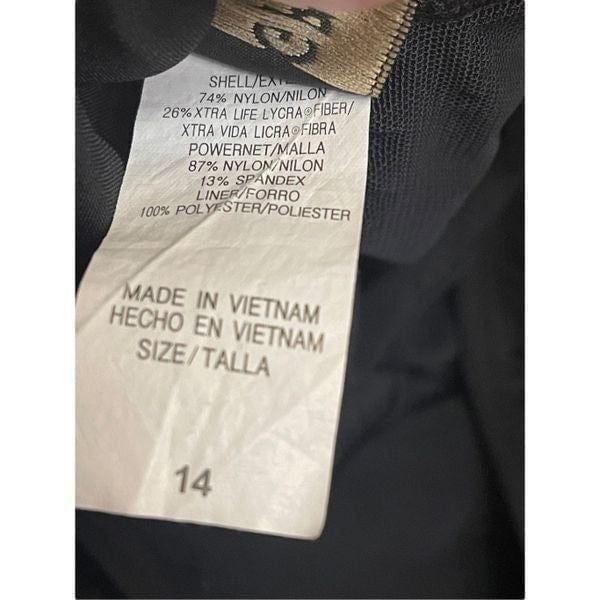 SHELL/
74% NYLON/NILON
26% XTRA LIFE LYCRA®FIBER/
XTRA VIDA LICRA®FIBRA
POWERNET/MALLA
87% NYLON/NILON
13% SPANDEX
LINER/FORRO
100% POLYESTER/POLIESTER
MADE IN VIETNAM
HECHO EN VIETNAM
SIZE/TALLA
14